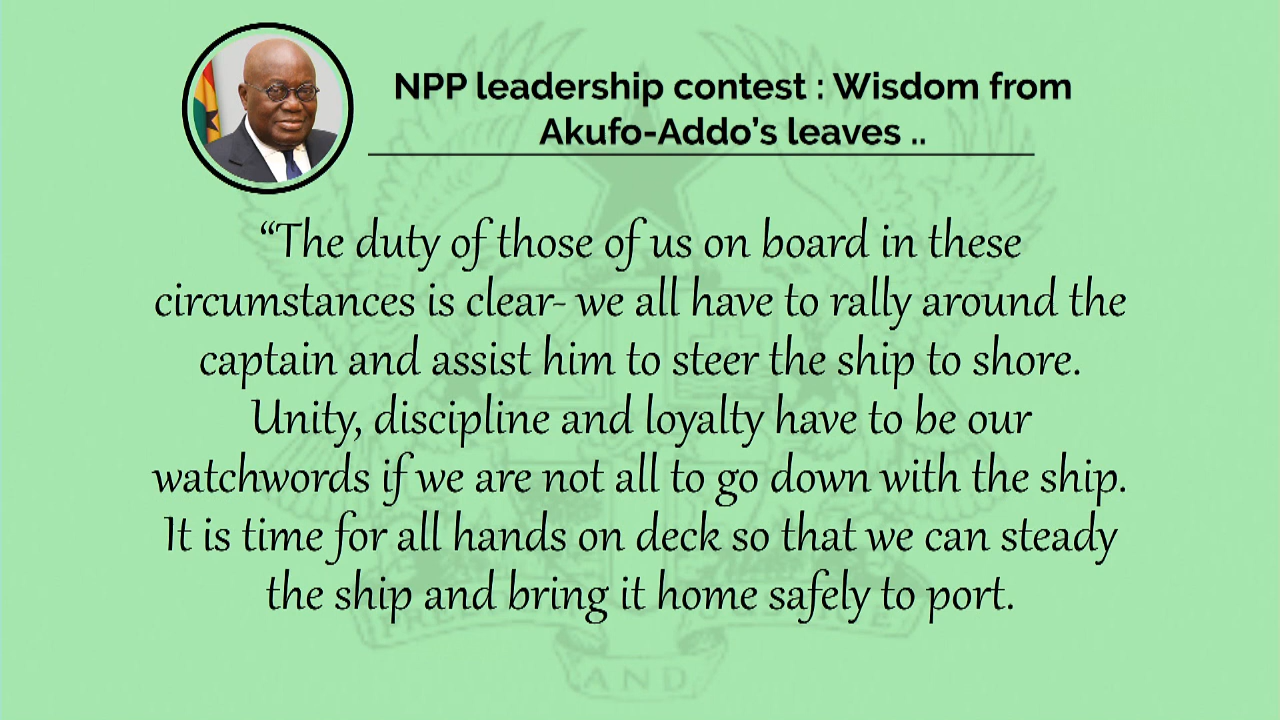 NPP leadership contest : Wisdom from
Akufo-Addo’s leaves ..
“The duty of those of us on board in these
circumstances is clear- we all have to rally around the
captain and assist him to steer the ship to shore.
Unity, discipline and loyalty have to be our
watchwords if we are not all to go down with the ship.
It is time for all hands on deck so that we can steady
the ship and bring it home safely to port.
AND